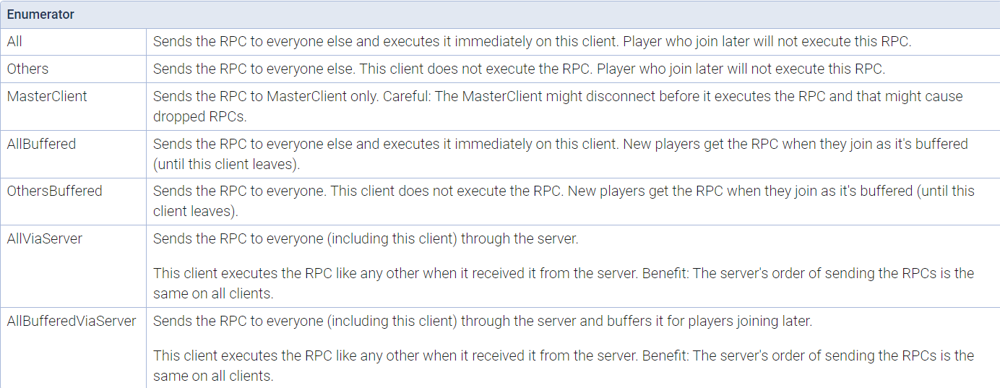 Enumerator
All Sends the RPC to everyone else and executes it immediately on this client. Player who join later will not execute this RPC.
Others Sends the RPC to everyone else. This client does not execute the RPC. Player who join later will not execute this RPC.
MasterClient Sends the RPC to MasterClient only. Careful: The MasterClient might disconnect before it executes the RPC and that might cause
dropped RPCs.
AllBuffered Sends the RPC to everyone else and executes it immediately on this client. New players get the RPC when they join as it's buffered
(until this client leaves).
OthersBuffered Sends the RPC to everyone. This client does not execute the RPC. New players get the RPC when they join as it's buffered (until this
client leaves).
AllViaServer Sends the RPC to everyone (including this client) through the server.
This client executes the RPC like any other when it received it from the server. Benefit: The server's order of sending the RPCs is the
same on all clients.
AllBufferedViaServer Sends the RPC to everyone (including this client) through the server and buffers it for players joining later.
This client executes the RPC like any other when it received it from the server. Benefit: The server's order of sending the RPCs is the
same on all clients.